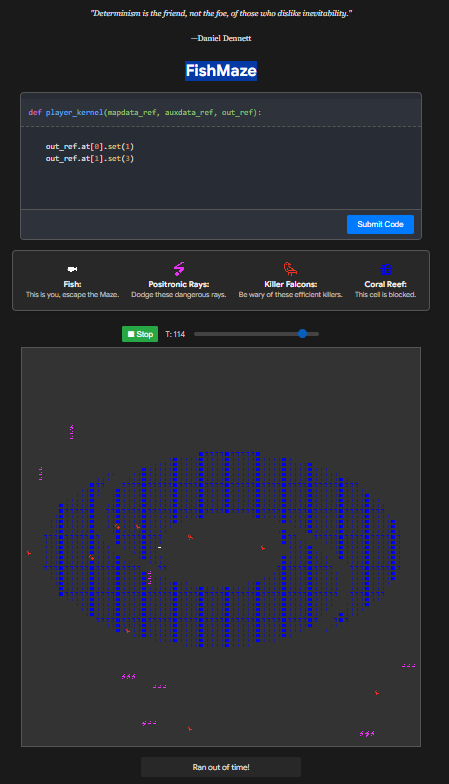 "Determinism is the friend, not the foe, of those who dislike inevitability."
—Daniel Dennett
FishMaze
def player_kernel(mapdata_ref, auxdata_ref, out_ref):
out_ref.at[0].set(1)
out_ref.at[1].set(3)
Submit Code
Fish:
This is you, escape the Maze.
Positronic Rays:
Dodge these dangerous rays.
Killer Falcons:
Be wary of these efficient killers.
Coral Reef:
This cell is blocked.
Stop
T: 114
Ran out of time!